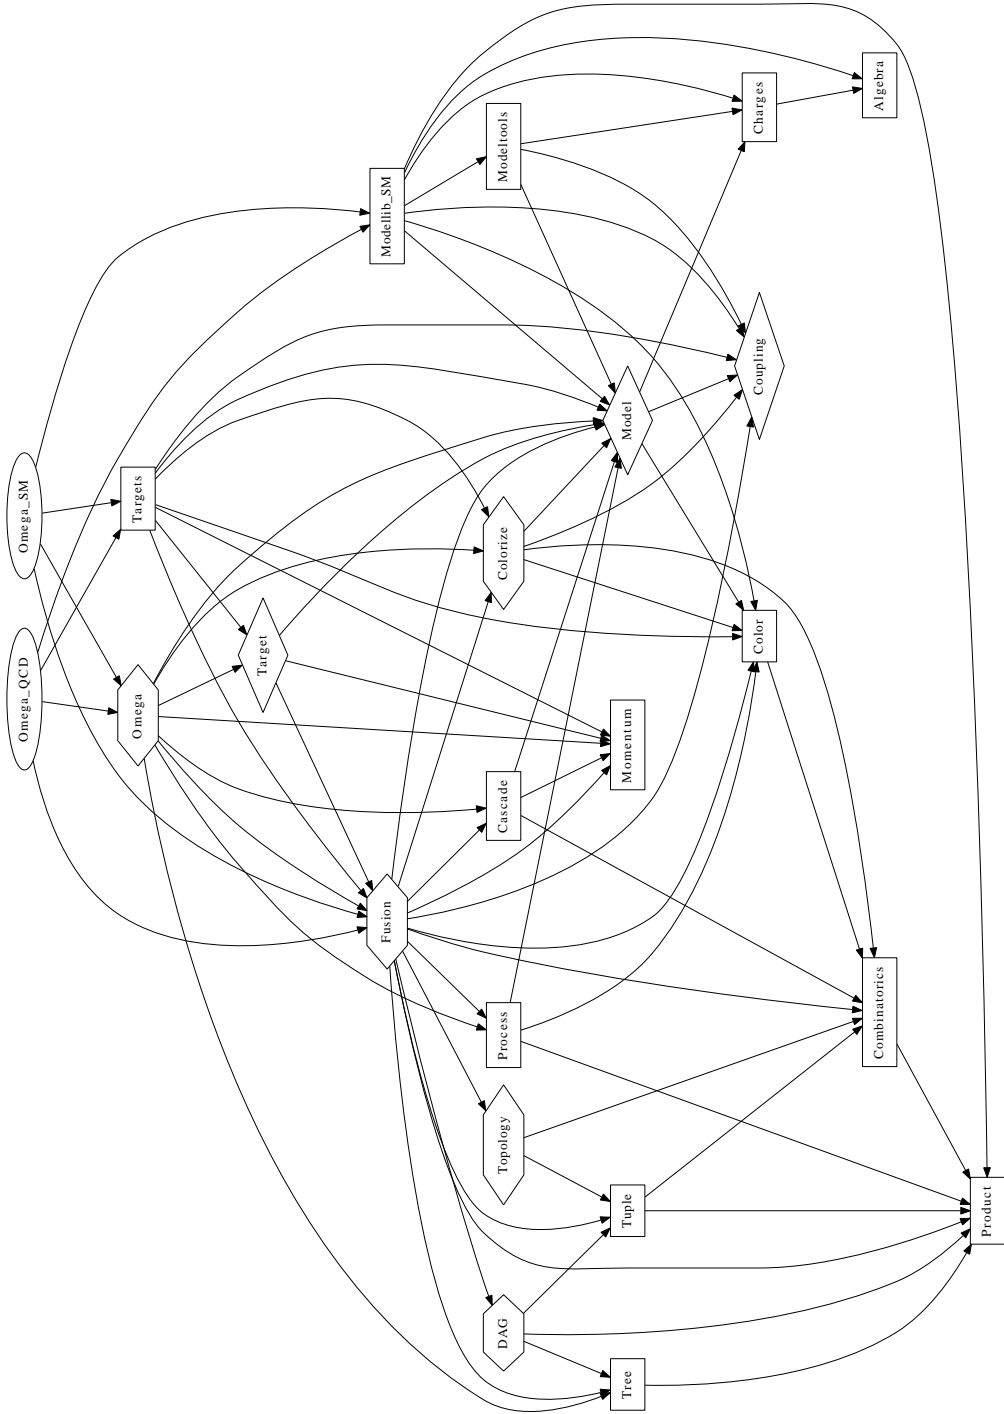 Omega_SM
Omega_QCD
Targets
Omega
Target
Modellib_SM
Fusion
Modeltools
Colorize
Cascade
Process
Topology
DAG
Model
Momentum
Tuple
Tree
Charges
Coupling
Color
Algebra
Combinatorics
Product